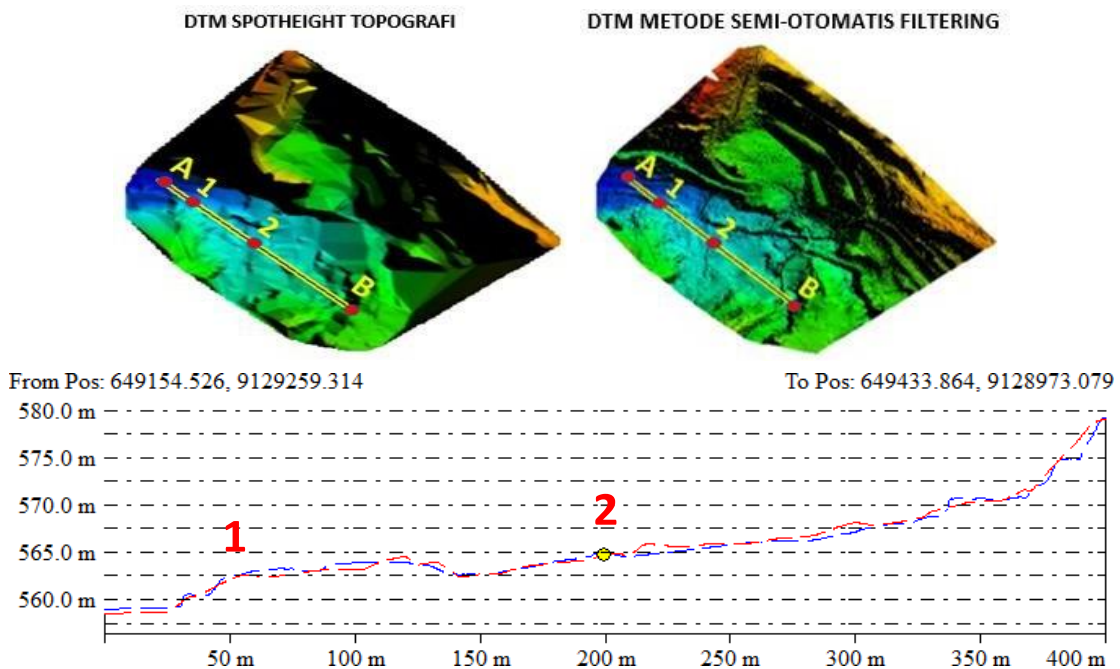 DTM SPOTHEIGHT TOPOGRAFI
DTM METODE SEMI-OTOMATIS FILTERING
A
1
2
B
A
1
2
B
From Pos: 649154.526, 9129259.314
To Pos: 649433.864, 9128973.079
580.0 m
575.0 m
570.0 m
565.0 m
560.0 m
1
2
50 m
100 m
150 m
200 m
250 m
300 m
350 m
400 m